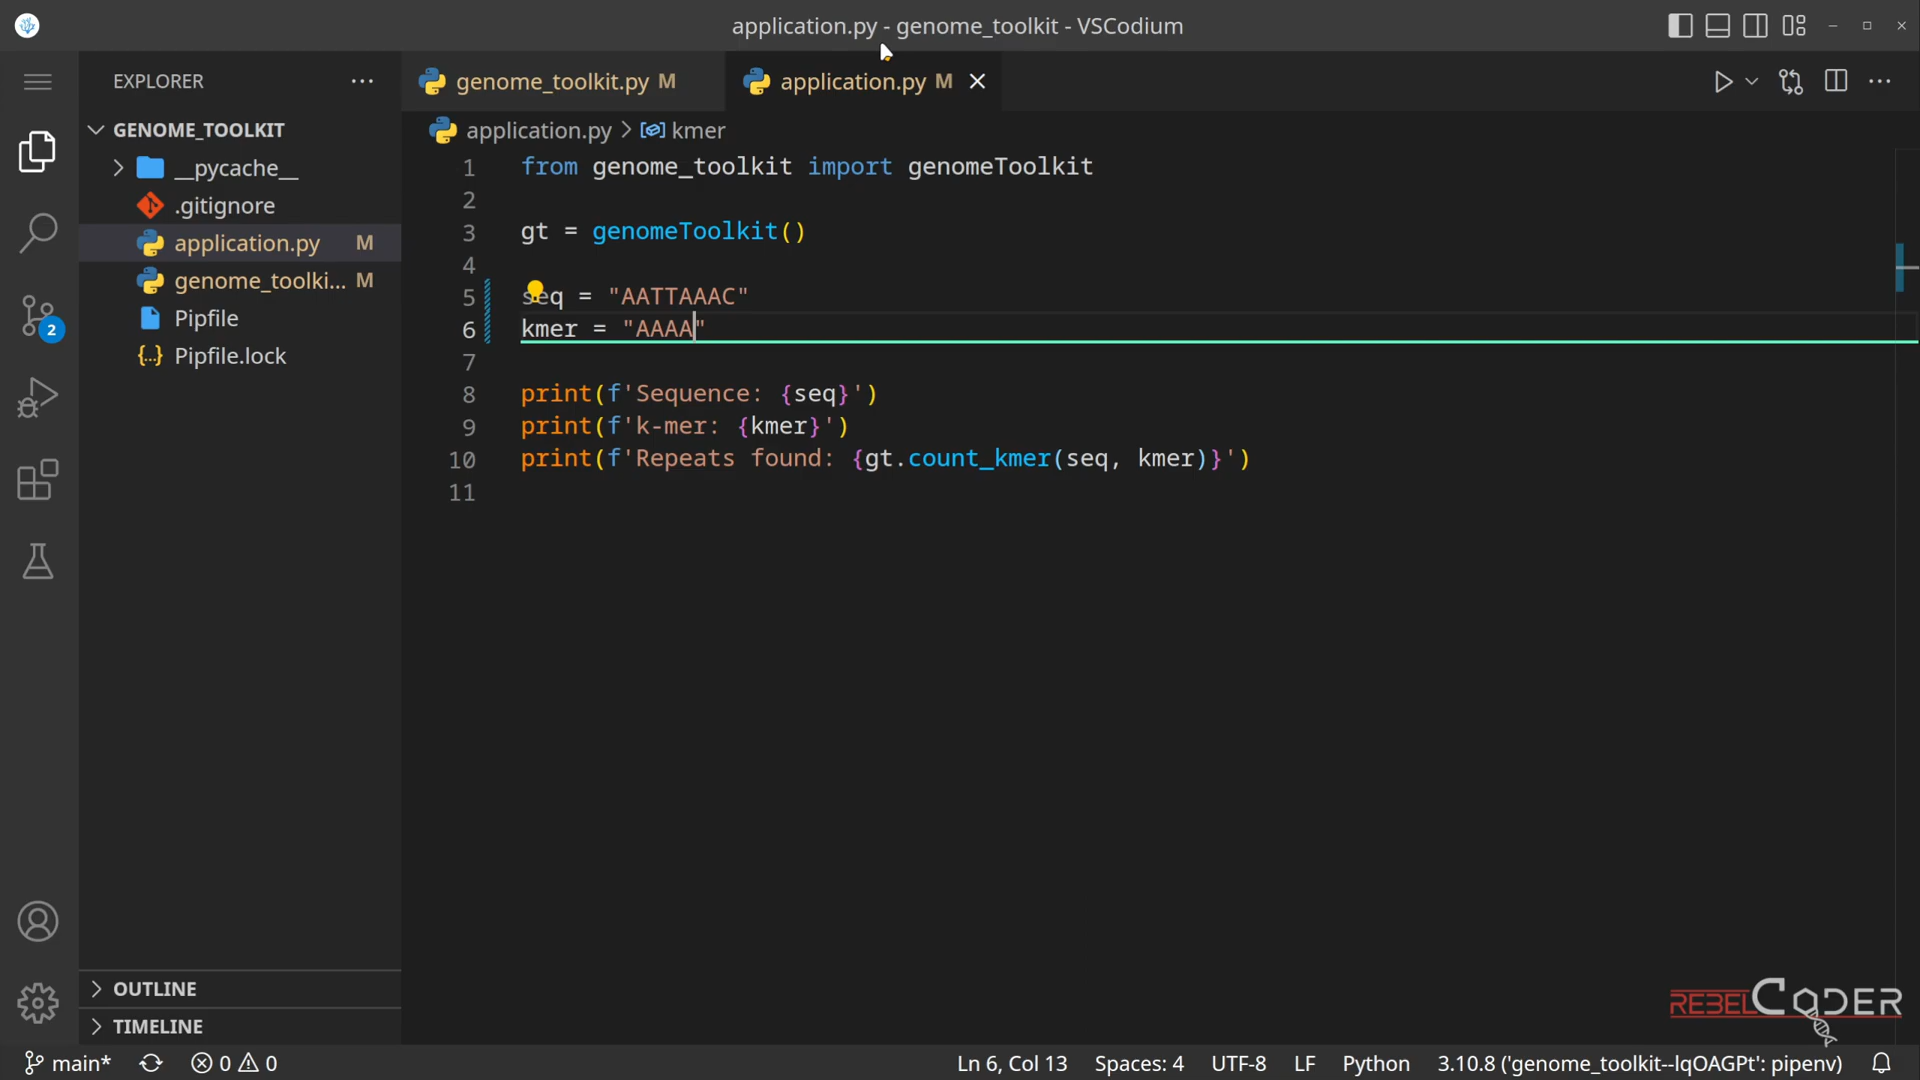 application.py - genome_toolkit - VSCodium
EXPLORER
genome_toolkit.py M
application.py M
GENOME_TOOLKIT
application.py > kmer
__pycache__
.gitignore
application.py M
genome_toolki... M
Pipfile
Pipfile.lock
2
1 from genome_toolkit import genomeToolkit
2
3 gt = genomeToolkit()
4
5 seq = "AATTAAAC"
6 kmer = "AAAA"
7
8 print(f'Sequence: {seq}')
9 print(f'k-mer: {kmer}')
10 print(f'Repeats found: {gt.count_kmer(seq, kmer)}')
11
OUTLINE
TIMELINE
REBELCODER
main* 0 0 Ln 6, Col 13 Spaces: 4 UTF-8 LF Python 3.10.8 ('genome_toolkit--lqOAGPt': pipenv)